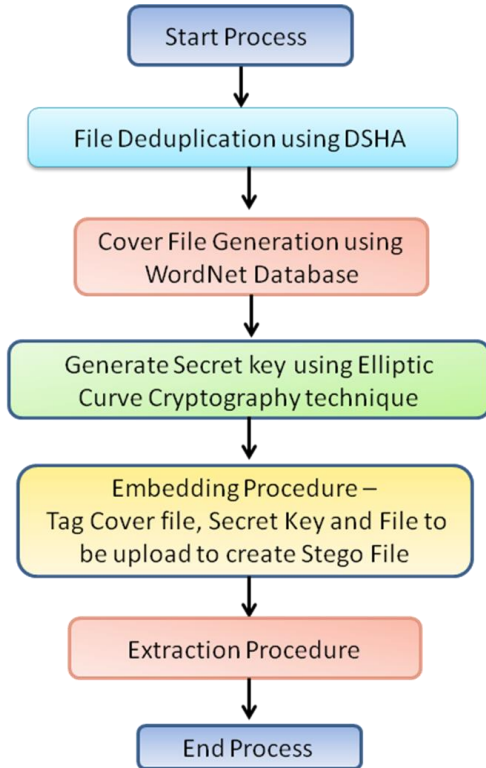 Start Process
File Deduplication using DSHA
Cover File Generation using
WordNet Database
Generate Secret key using Elliptic
Curve Cryptography technique
Embedding Procedure –
Tag Cover file, Secret Key and File to
be upload to create Stego File
Extraction Procedure
End Process